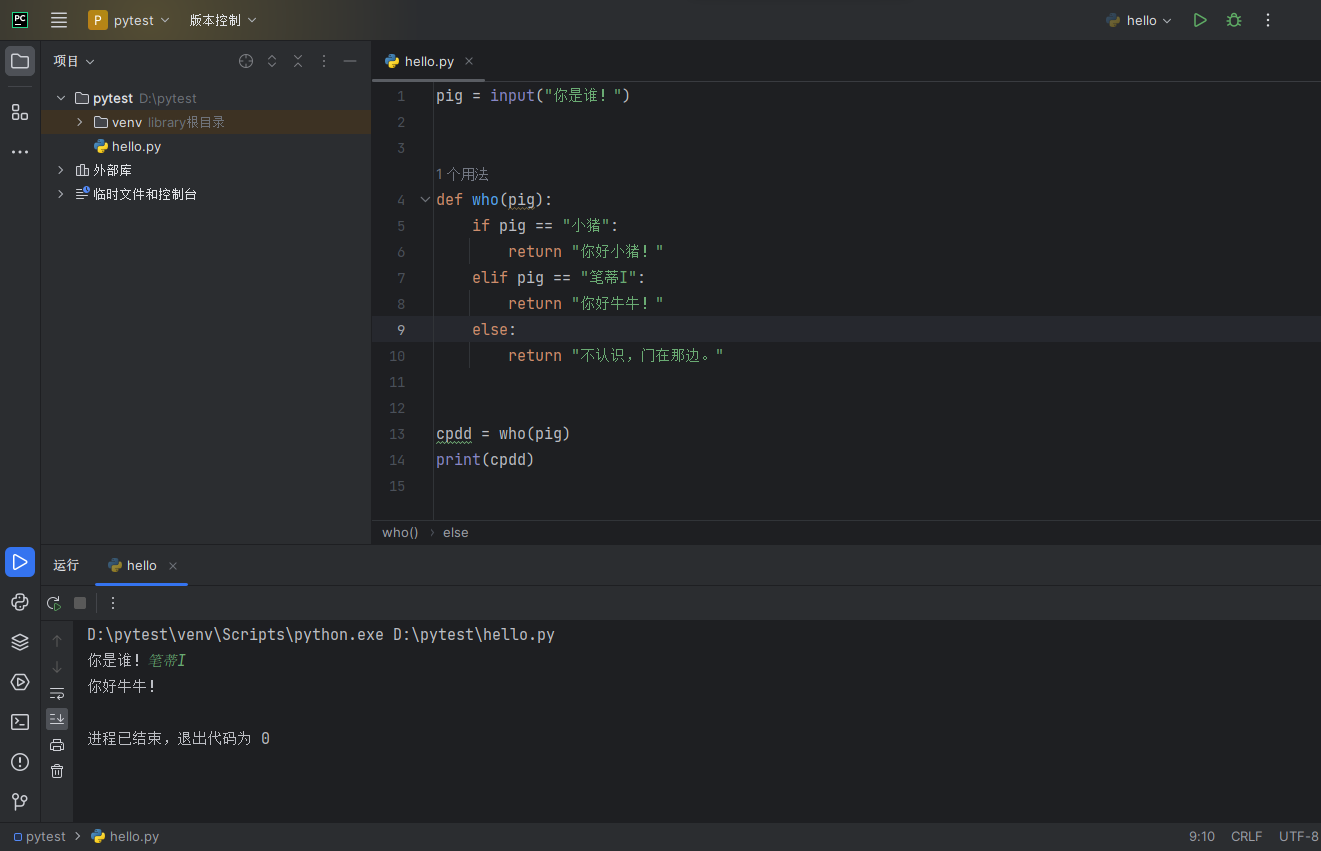 PC P pytest 版本控制 hello
项目
hello.py
pytest D:\pytest
venv library根目录
hello.py
外部库
临时文件和控制台
1 pig = input("你是谁！")
2
3
1 个用法
4 def who(pig):
5 if pig == "小猪":
6 return "你好小猪！"
7 elif pig == "笔蒂I":
8 return "你好牛牛！"
9 else:
10 return "不认识，门在那边。"
11
12
13 cpdd = who(pig)
14 print(cpdd)
15
who() › else
运行 hello
D:\pytest\venv\Scripts\python.exe D:\pytest\hello.py
你是谁！笔蒂I
你好牛牛！
进程已结束，退出代码为 0
pytest › hello.py 9:10 CRLF UTF-8